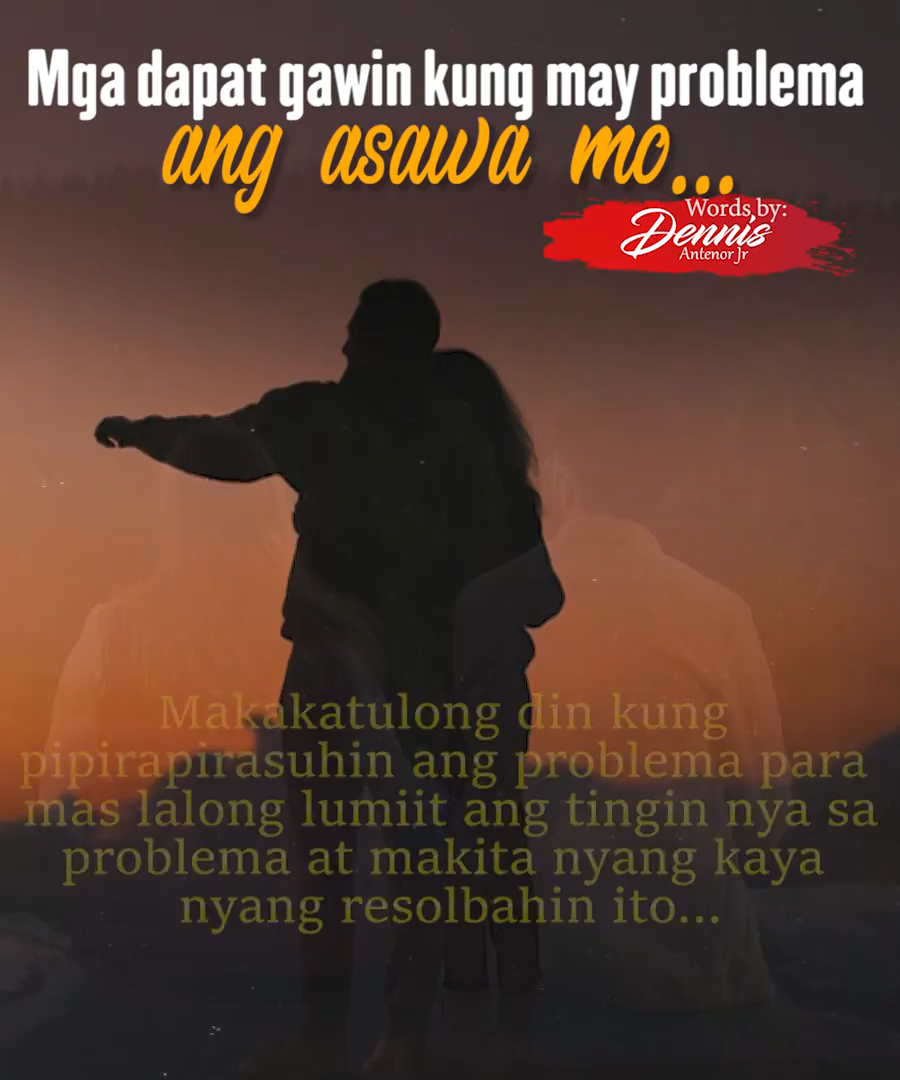 Mga dapat gawin kung may problema
ang asawa mo...
Words by:
Dennis
Antenor Jr
Makakatulong din kung
pipirapirasuhin ang problema para
mas lalong lumiit ang tingin nya sa
problema at makita nyang kaya
nyang resolbahin ito...